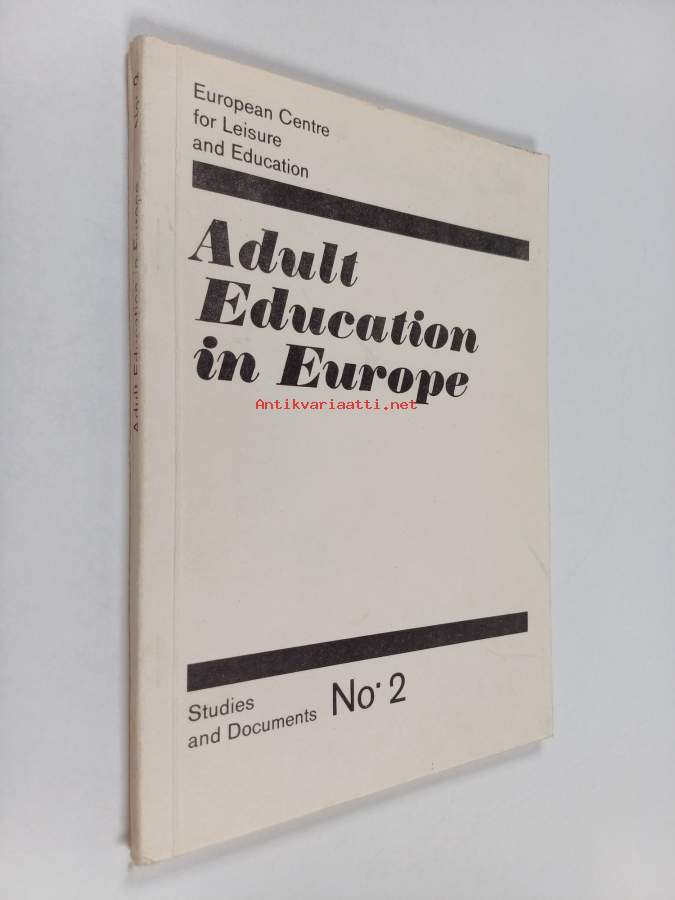 European Centre
for Leisure
and Education
Adult
Education
in Europe
Antikvariaatti.net
Studies
and Documents No. 2
Adult Education in Europe No. 2